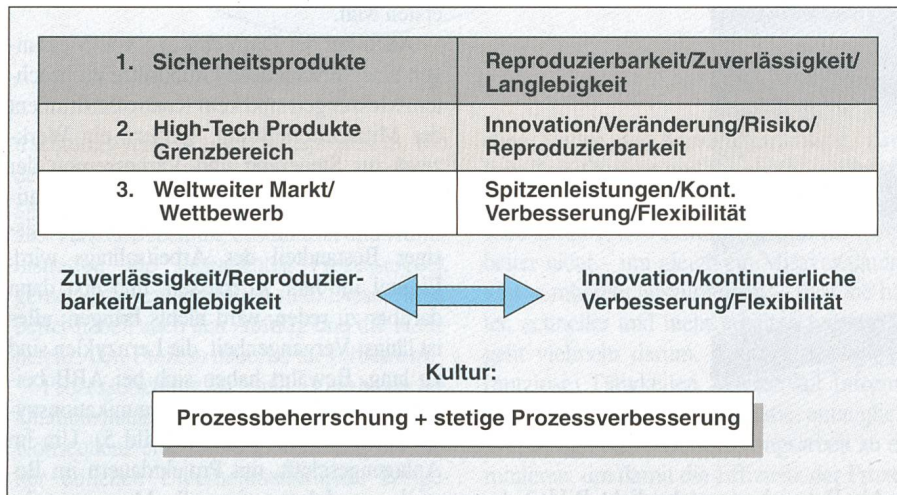 1. Sicherheitsprodukte
Reproduzierbarkeit/Zuverlässigkeit/
Langlebigkeit
2. High-Tech Produkte
Grenzbereich
Innovation/Veränderung/Risiko/
Reproduzierbarkeit
3. Weltweiter Markt/
Wettbewerb
Spitzenleistungen/Kont.
Verbesserung/Flexibilität
Zuverlässigkeit/Reproduzier-
barkeit/Langlebigkeit
Innovation/Kontinuierliche
Verbesserung/Flexibilität
Kultur:
Prozessbeherrschung + stetige Prozessverbesserung